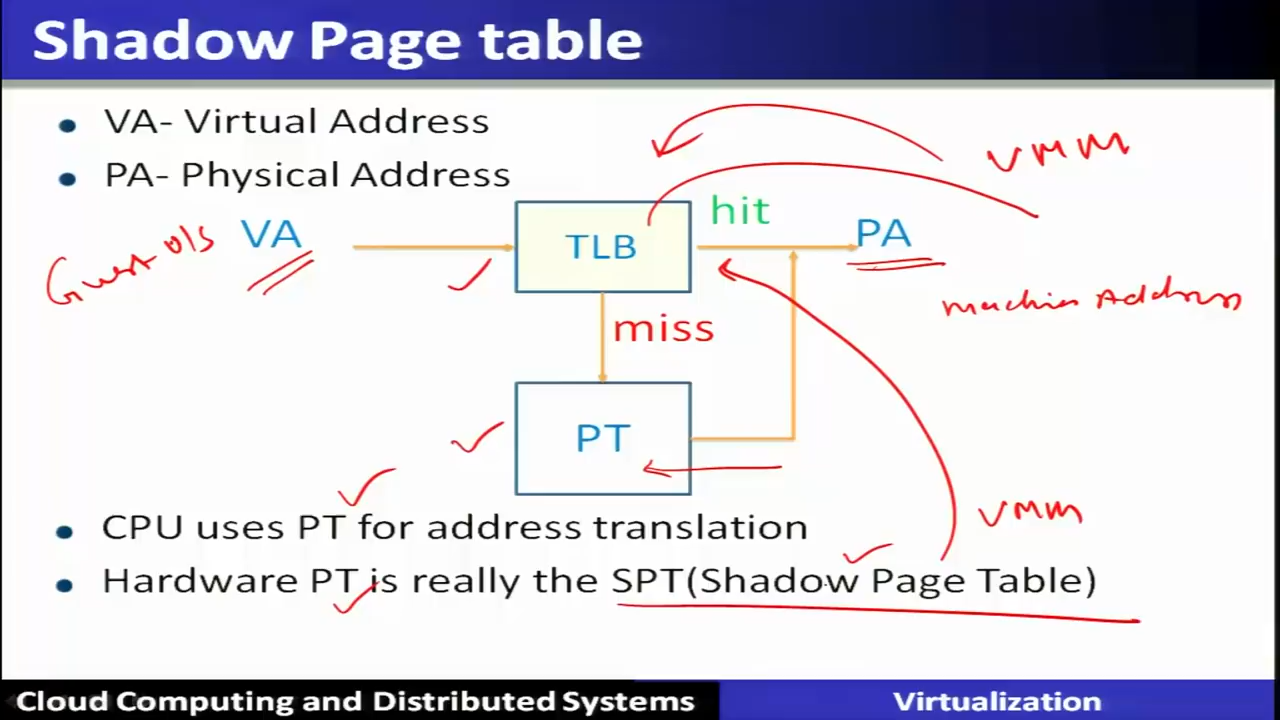 Shadow Page table
VA- Virtual Address
PA- Physical Address
VMM
Guest O/S
VA
TLB
hit
PA
miss
Machine Address
PT
VMM
CPU uses PT for address translation
Hardware PT is really the SPT(Shadow Page Table)
Cloud Computing and Distributed Systems
Virtualization